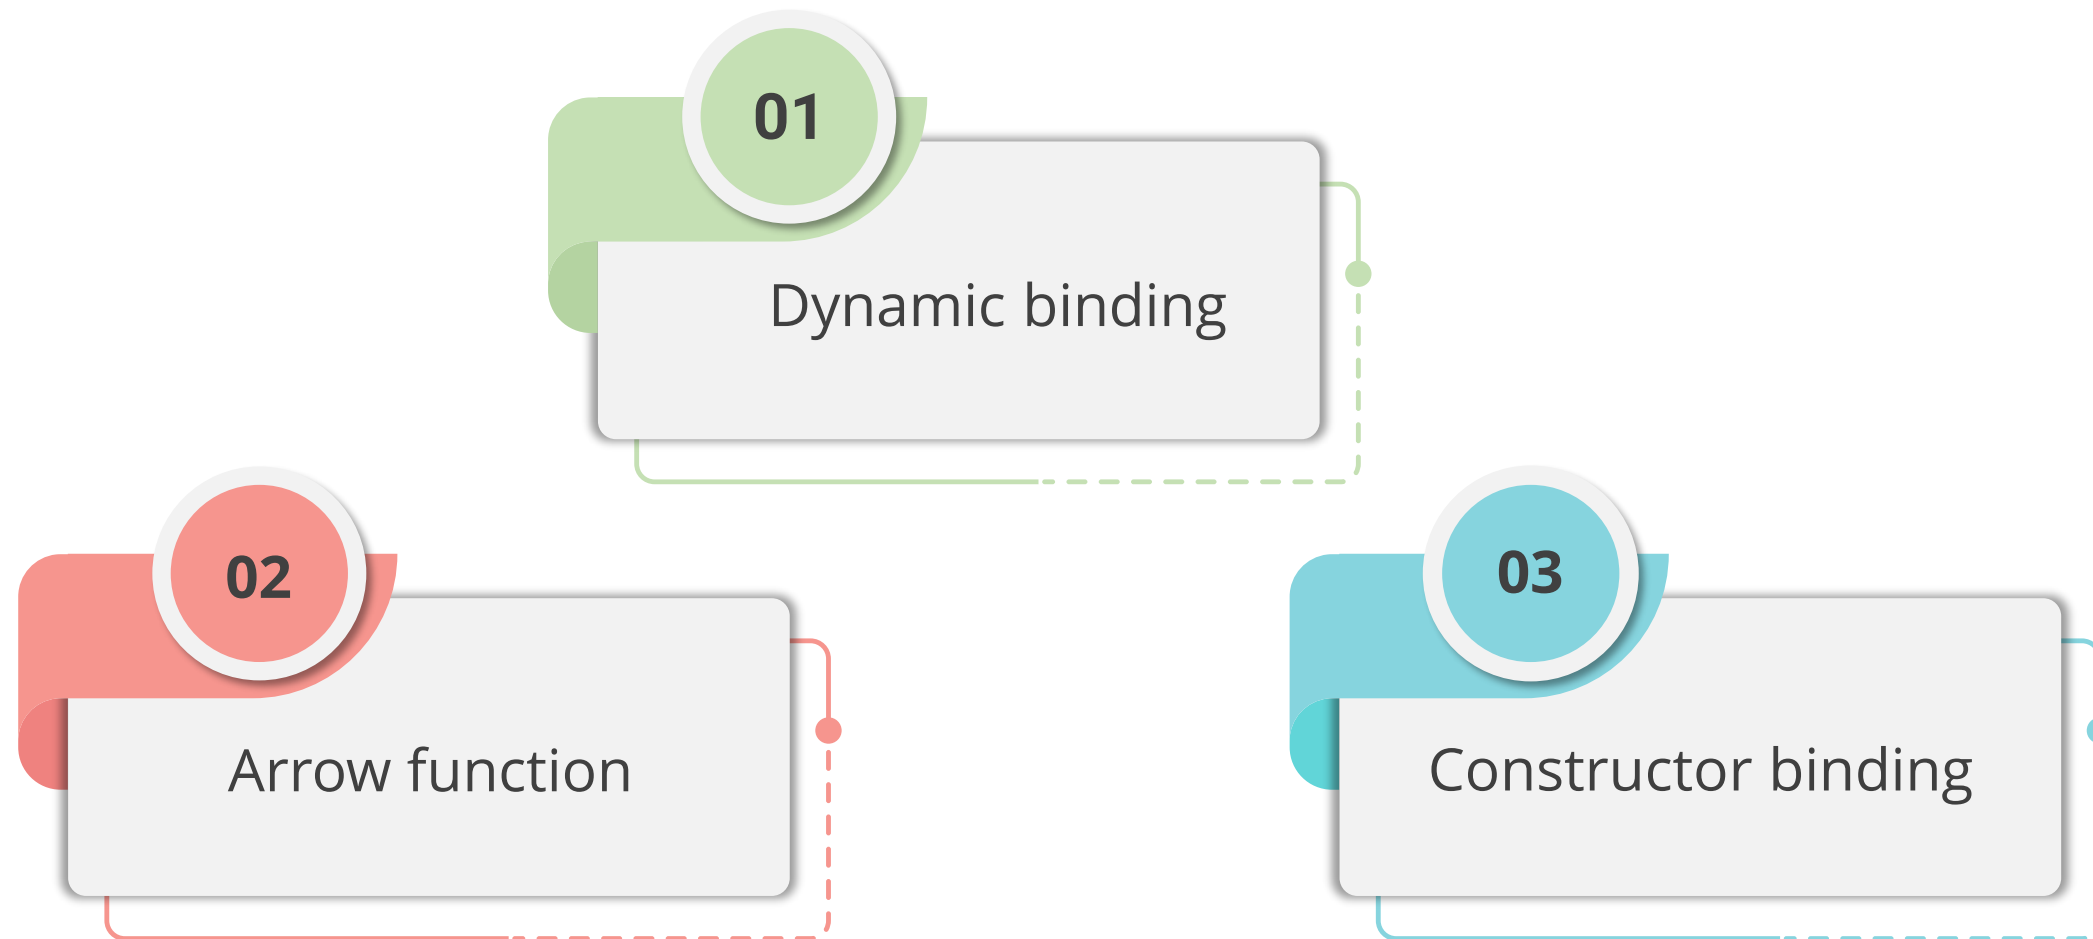 01
Dynamic binding
02
Arrow function
03
Constructor binding